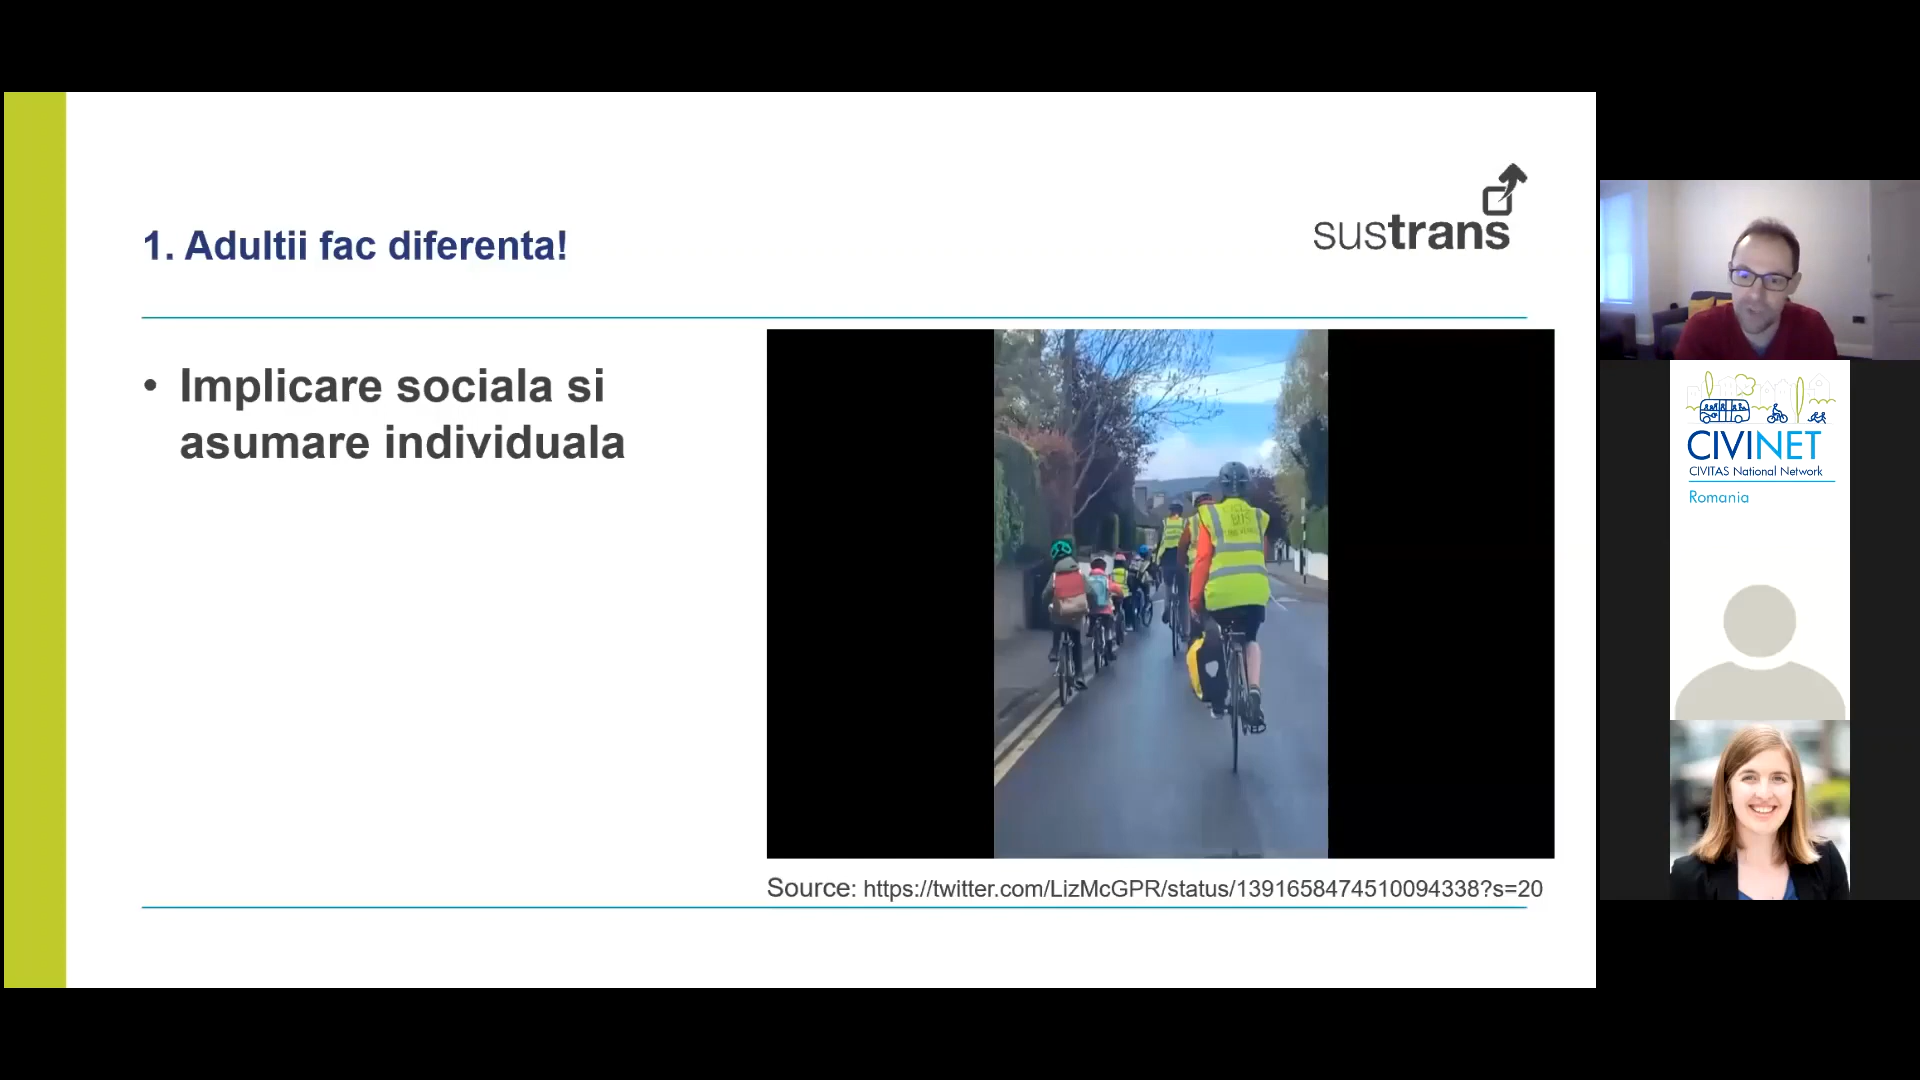 sustrans
1. Adultii fac diferenta!
• Implicare sociala si
asumare individuala
BUS
Source: https://twitter.com/LizMcGPR/status/1391658474510094338?s=20
CIVINET
CIVITAS National Network
Romania